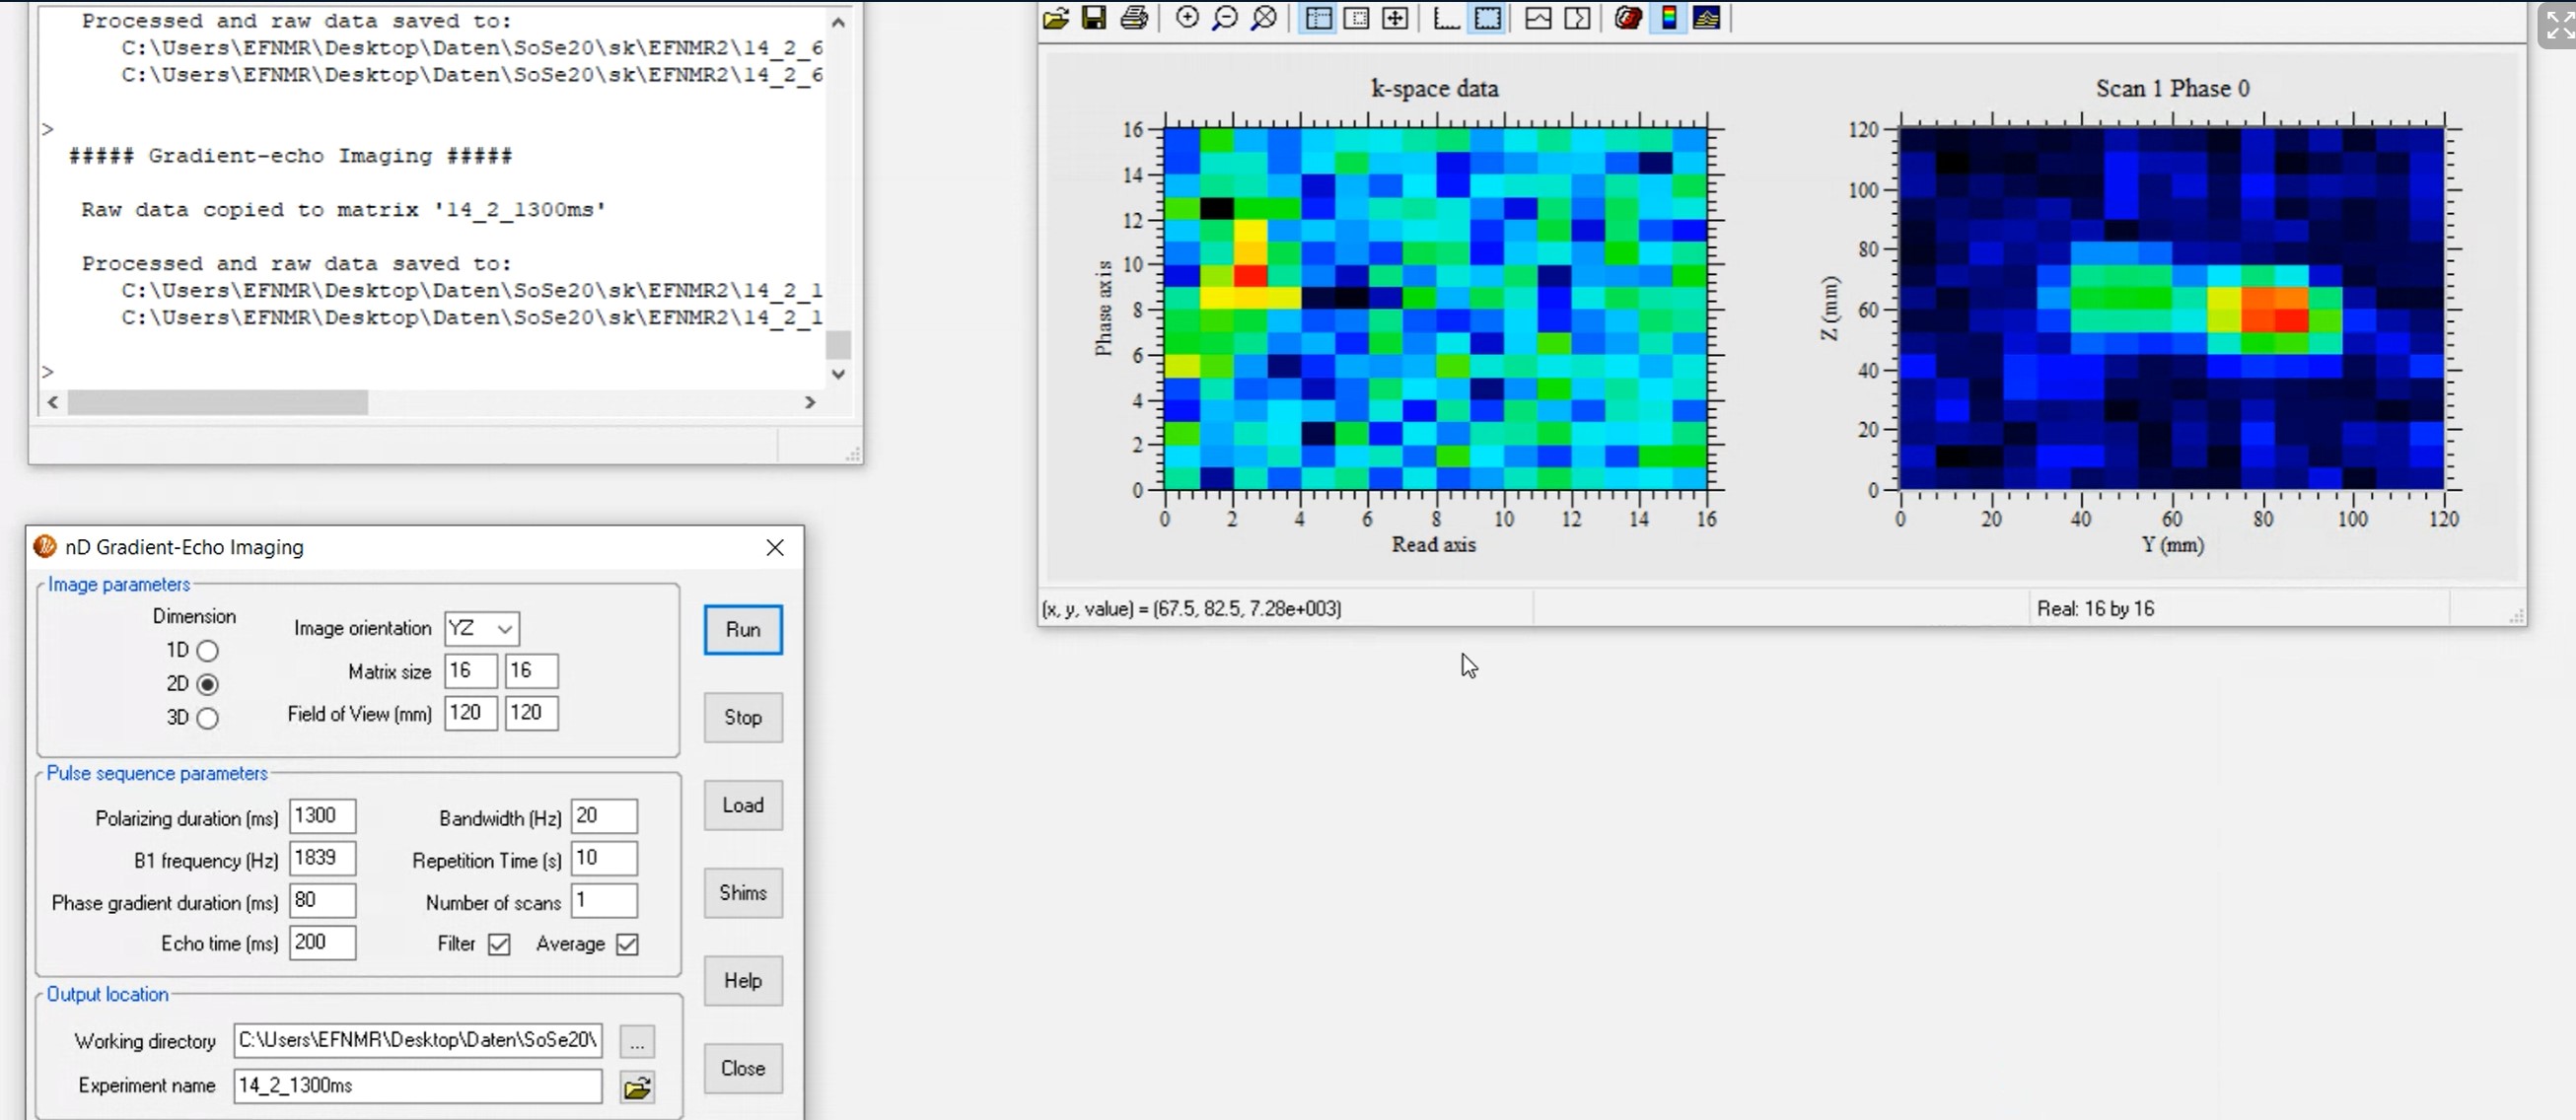 Processed and raw data saved to:
C:\Users\EFNMR\Desktop\Daten\SoSe20\sk\EFNMR2\14_2_6
C:\Users\EFNMR\Desktop\Daten\SoSe20\sk\EFNMR2\14_2_6
>
##### Gradient-echo Imaging #####
Raw data copied to matrix '14_2_1300ms'
Processed and raw data saved to:
C:\Users\EFNMR\Desktop\Daten\SoSe20\sk\EFNMR2\14_2_1
C:\Users\EFNMR\Desktop\Daten\SoSe20\sk\EFNMR2\14_2_1
>
k-space data
16
14
12
10
8
6
4
2
0
Phase axis
0 2 4 6 8 10 12 14 16
Read axis
Scan 1 Phase 0
120
100
80
60
40
20
0
Z (mm)
0 20 40 60 80 100 120
Y (mm)
(x, y, value) = (67.5, 82.5, 7.28e+003)
Real: 16 by 16
nD Gradient-Echo Imaging
Image parameters
Dimension
1D
2D
3D
Image orientation YZ
Matrix size 16 16
Field of View (mm) 120 120
Pulse sequence parameters
Polarizing duration (ms) 1300
B1 frequency (Hz) 1839
Phase gradient duration (ms) 80
Echo time (ms) 200
Bandwidth (Hz) 20
Repetition Time (s) 10
Number of scans 1
Filter Average
Output location
Working directory C:\Users\EFNMR\Desktop\Daten\SoSe20\ ...
Experiment name 14_2_1300ms
Run
Stop
Load
Shims
Help
Close